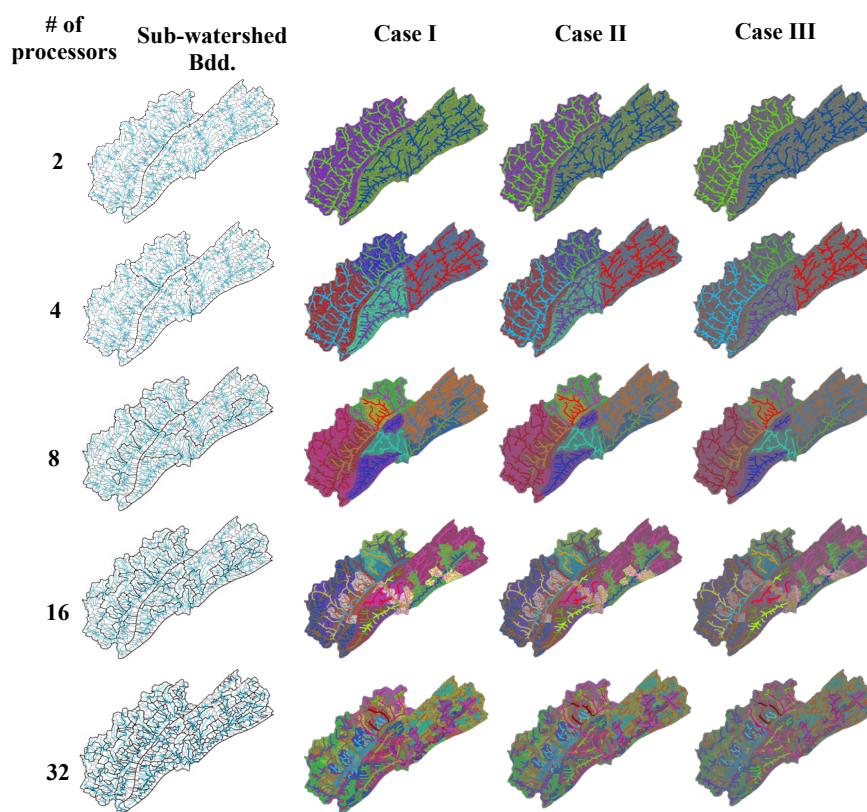 # of
processors
Sub-watershed
Bdd.
Case I
Case II
Case III
2
4
8
16
32